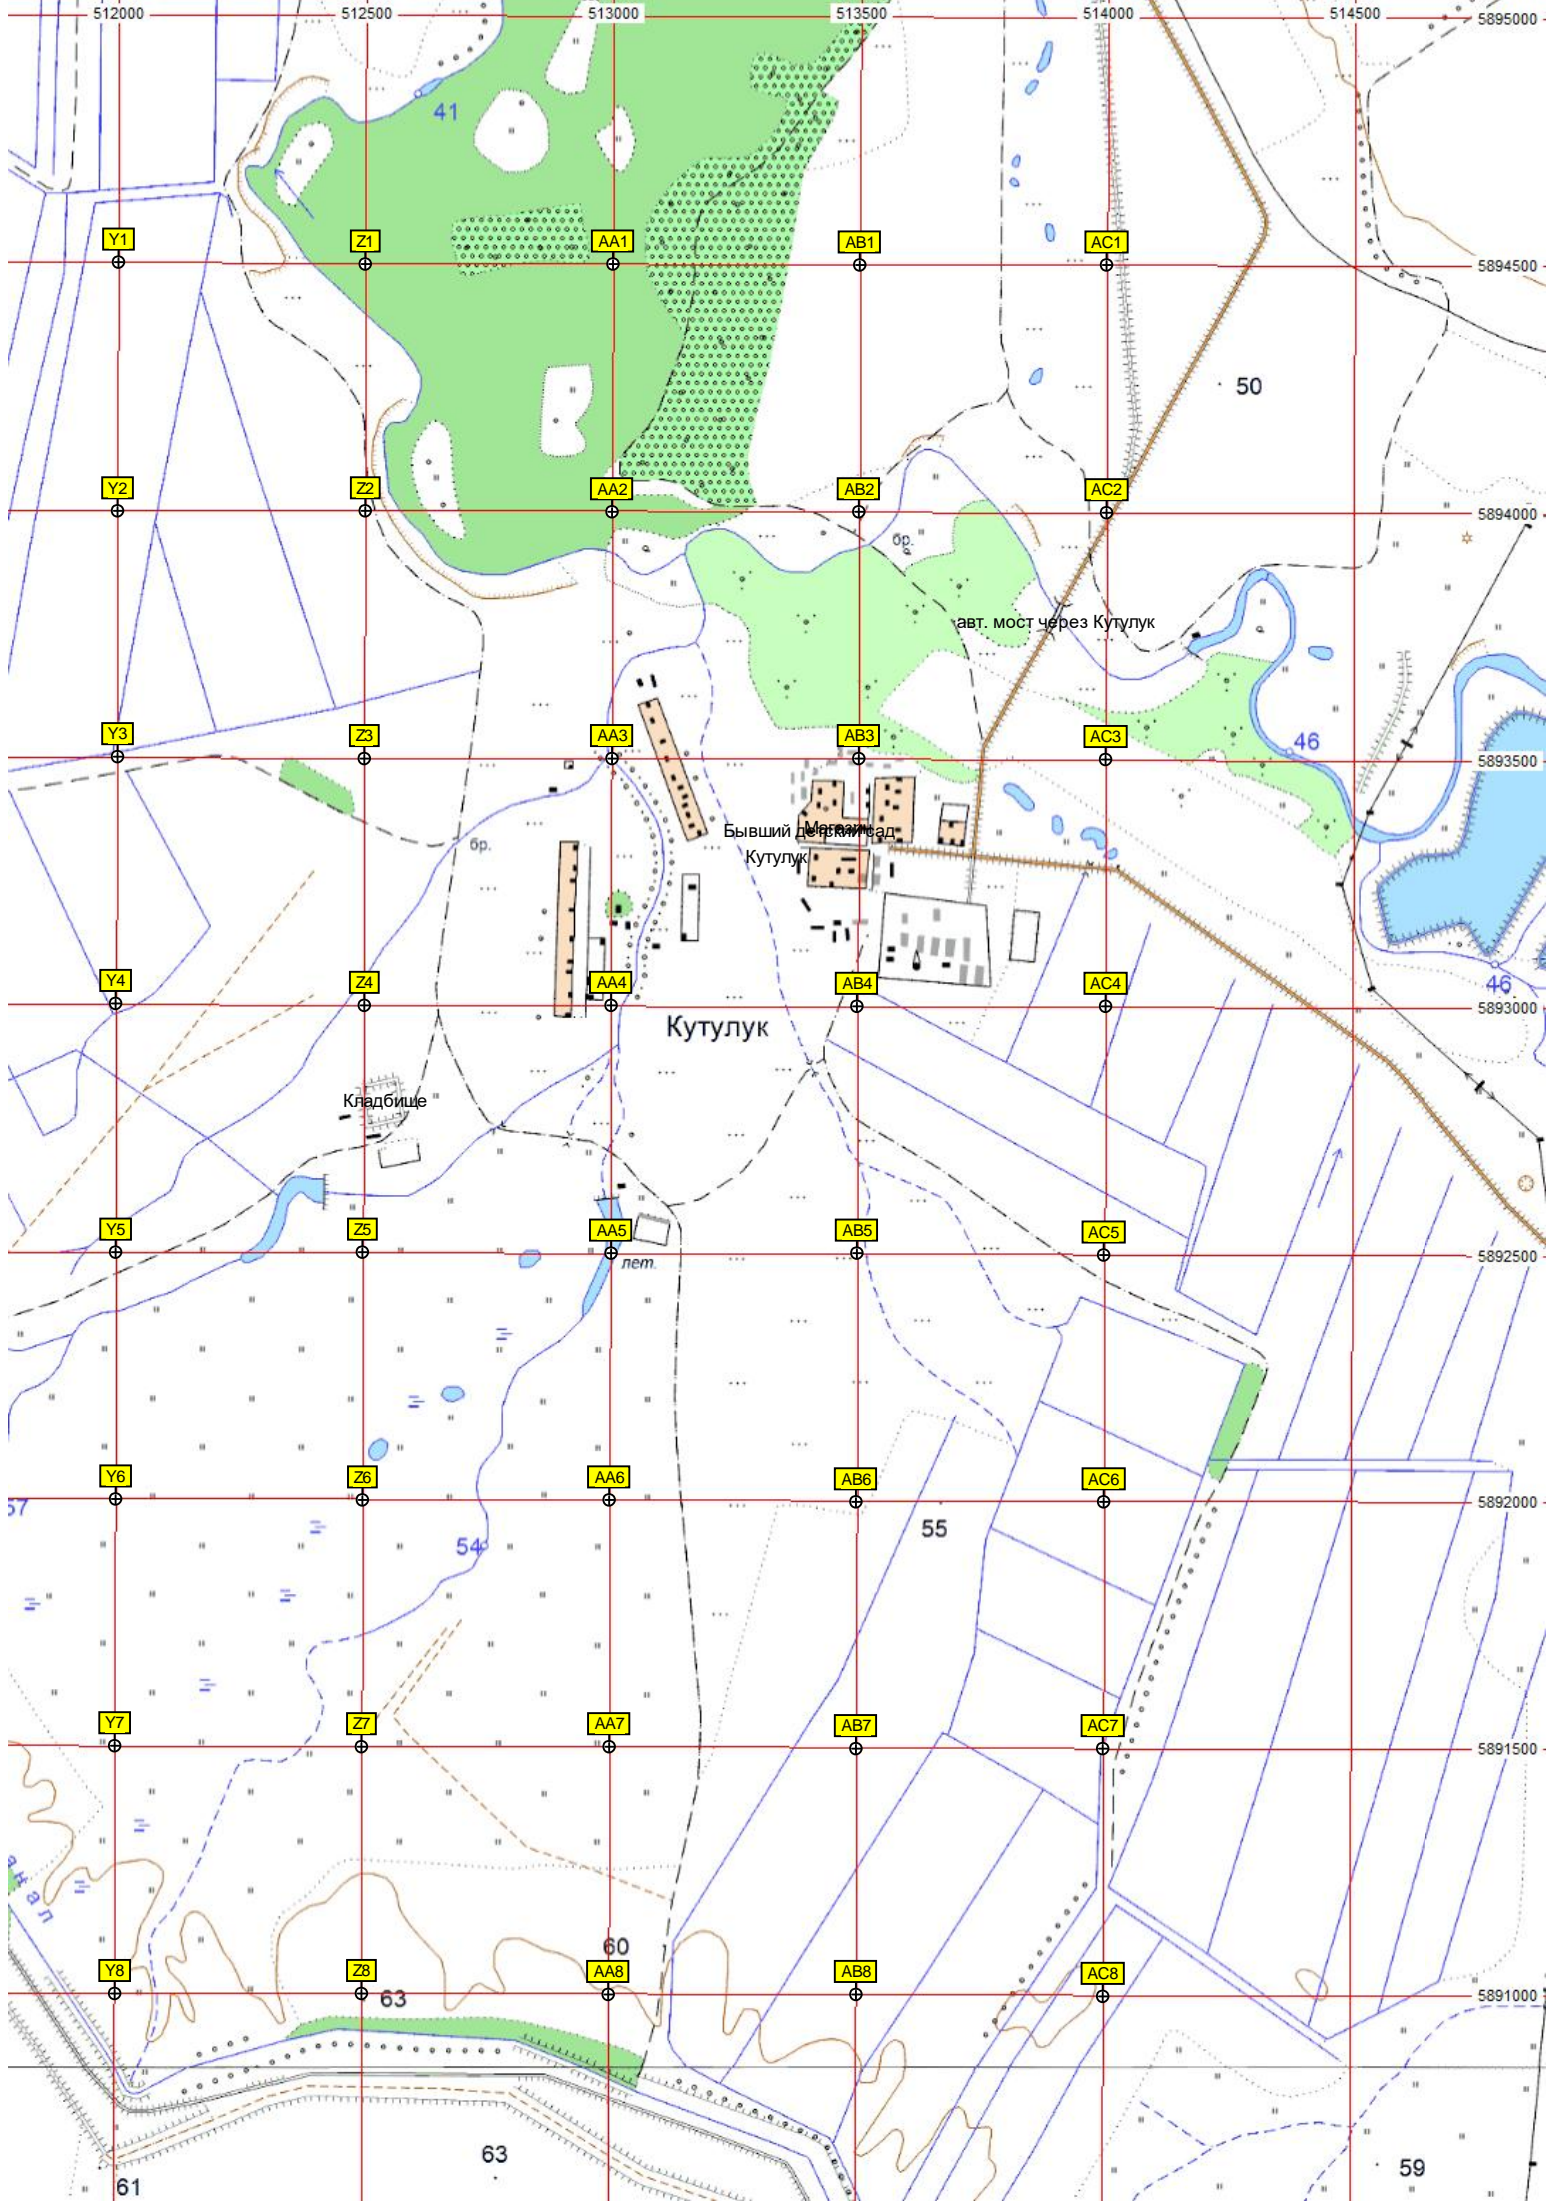 512000 512500 513000 513500 514000 514500
5895000
41
Y1 Z1 AA1 AB1 AC1
5894500
50
Y2 Z2 AA2 AB2 AC2
5894000
бр.
авт. мост через Кутулук
Y3 Z3 AA3 AB3 AC3
46
5893500
Бывший детский сад
Магазин
бр.
Кутулук
Y4 Z4 AA4 AB4 AC4
46
5893000
Кутулук
Кладбище
Y5 Z5 AA5 AB5 AC5
5892500
лет.
Y6 Z6 AA6 AB6 AC6
57
5892000
55
54
Y7 Z7 AA7 AB7 AC7
5891500
анал
60
Y8 Z8 AA8 AB8 AC8
63
5891000
63
59
61